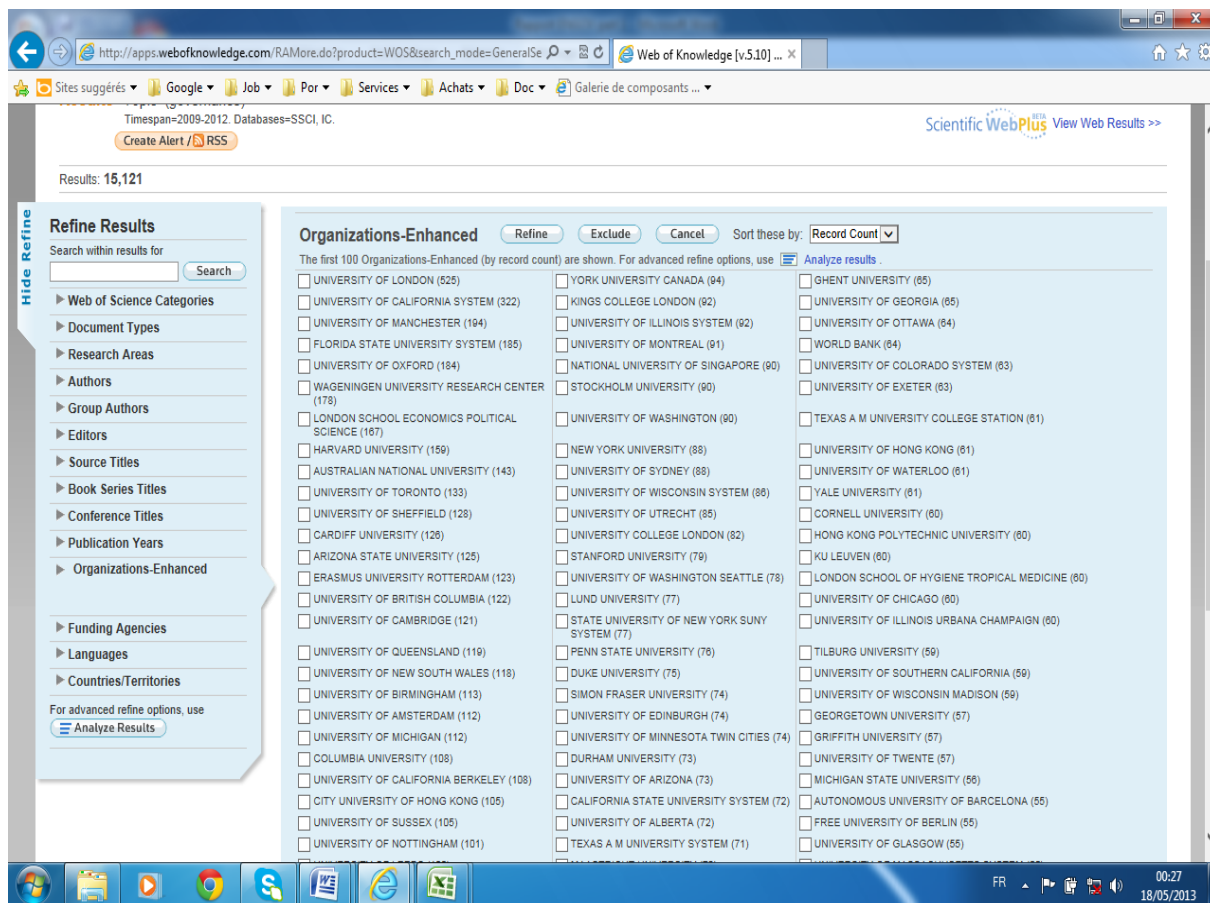 http://apps.webofknowledge.com/RAMore.do?product=WOS&search_mode=GeneralSe
Web of Knowledge [v.5.10] ...
Sites suggérés Google Job Por Services Achats Doc Galerie de composants ...
Timespan=2009-2012. Databases=SSCI, IC.
Create Alert / RSS
Scientific WebPlus BETA View Web Results >>
Results: 15,121
Hide Refine
Refine Results
Search within results for
Search
Web of Science Categories
Document Types
Research Areas
Authors
Group Authors
Editors
Source Titles
Book Series Titles
Conference Titles
Publication Years
Organizations-Enhanced
Funding Agencies
Languages
Countries/Territories
For advanced refine options, use
Analyze Results
Organizations-Enhanced Refine Exclude Cancel Sort these by: Record Count
The first 100 Organizations-Enhanced (by record count) are shown. For advanced refine options, use Analyze results .
UNIVERSITY OF LONDON (525)
UNIVERSITY OF CALIFORNIA SYSTEM (322)
UNIVERSITY OF MANCHESTER (194)
FLORIDA STATE UNIVERSITY SYSTEM (185)
UNIVERSITY OF OXFORD (184)
WAGENINGEN UNIVERSITY RESEARCH CENTER
(178)
LONDON SCHOOL ECONOMICS POLITICAL
SCIENCE (167)
HARVARD UNIVERSITY (159)
AUSTRALIAN NATIONAL UNIVERSITY (143)
UNIVERSITY OF TORONTO (133)
UNIVERSITY OF SHEFFIELD (128)
CARDIFF UNIVERSITY (126)
ARIZONA STATE UNIVERSITY (125)
ERASMUS UNIVERSITY ROTTERDAM (123)
UNIVERSITY OF BRITISH COLUMBIA (122)
UNIVERSITY OF CAMBRIDGE (121)
UNIVERSITY OF QUEENSLAND (119)
UNIVERSITY OF NEW SOUTH WALES (118)
UNIVERSITY OF BIRMINGHAM (113)
UNIVERSITY OF AMSTERDAM (112)
UNIVERSITY OF MICHIGAN (112)
COLUMBIA UNIVERSITY (108)
UNIVERSITY OF CALIFORNIA BERKELEY (108)
CITY UNIVERSITY OF HONG KONG (105)
UNIVERSITY OF SUSSEX (105)
UNIVERSITY OF NOTTINGHAM (101)
YORK UNIVERSITY CANADA (94)
KINGS COLLEGE LONDON (92)
UNIVERSITY OF ILLINOIS SYSTEM (92)
UNIVERSITY OF MONTREAL (91)
NATIONAL UNIVERSITY OF SINGAPORE (90)
STOCKHOLM UNIVERSITY (90)
UNIVERSITY OF WASHINGTON (90)
NEW YORK UNIVERSITY (88)
UNIVERSITY OF SYDNEY (88)
UNIVERSITY OF WISCONSIN SYSTEM (86)
UNIVERSITY OF UTRECHT (85)
UNIVERSITY COLLEGE LONDON (82)
STANFORD UNIVERSITY (79)
UNIVERSITY OF WASHINGTON SEATTLE (78)
LUND UNIVERSITY (77)
STATE UNIVERSITY OF NEW YORK SUNY
SYSTEM (77)
PENN STATE UNIVERSITY (76)
DUKE UNIVERSITY (75)
SIMON FRASER UNIVERSITY (74)
UNIVERSITY OF EDINBURGH (74)
UNIVERSITY OF MINNESOTA TWIN CITIES (74)
DURHAM UNIVERSITY (73)
UNIVERSITY OF ARIZONA (73)
CALIFORNIA STATE UNIVERSITY SYSTEM (72)
UNIVERSITY OF ALBERTA (72)
TEXAS A M UNIVERSITY SYSTEM (71)
GHENT UNIVERSITY (65)
UNIVERSITY OF GEORGIA (65)
UNIVERSITY OF OTTAWA (64)
WORLD BANK (64)
UNIVERSITY OF COLORADO SYSTEM (63)
UNIVERSITY OF EXETER (63)
TEXAS A M UNIVERSITY COLLEGE STATION (61)
UNIVERSITY OF HONG KONG (61)
UNIVERSITY OF WATERLOO (61)
YALE UNIVERSITY (61)
CORNELL UNIVERSITY (60)
HONG KONG POLYTECHNIC UNIVERSITY (60)
KU LEUVEN (60)
LONDON SCHOOL OF HYGIENE TROPICAL MEDICINE (60)
UNIVERSITY OF CHICAGO (60)
UNIVERSITY OF ILLINOIS URBANA CHAMPAIGN (60)
TILBURG UNIVERSITY (59)
UNIVERSITY OF SOUTHERN CALIFORNIA (59)
UNIVERSITY OF WISCONSIN MADISON (59)
GEORGETOWN UNIVERSITY (57)
GRIFFITH UNIVERSITY (57)
UNIVERSITY OF TWENTE (57)
MICHIGAN STATE UNIVERSITY (56)
AUTONOMOUS UNIVERSITY OF BARCELONA (55)
FREE UNIVERSITY OF BERLIN (55)
UNIVERSITY OF GLASGOW (55)
FR
00:27
18/05/2013